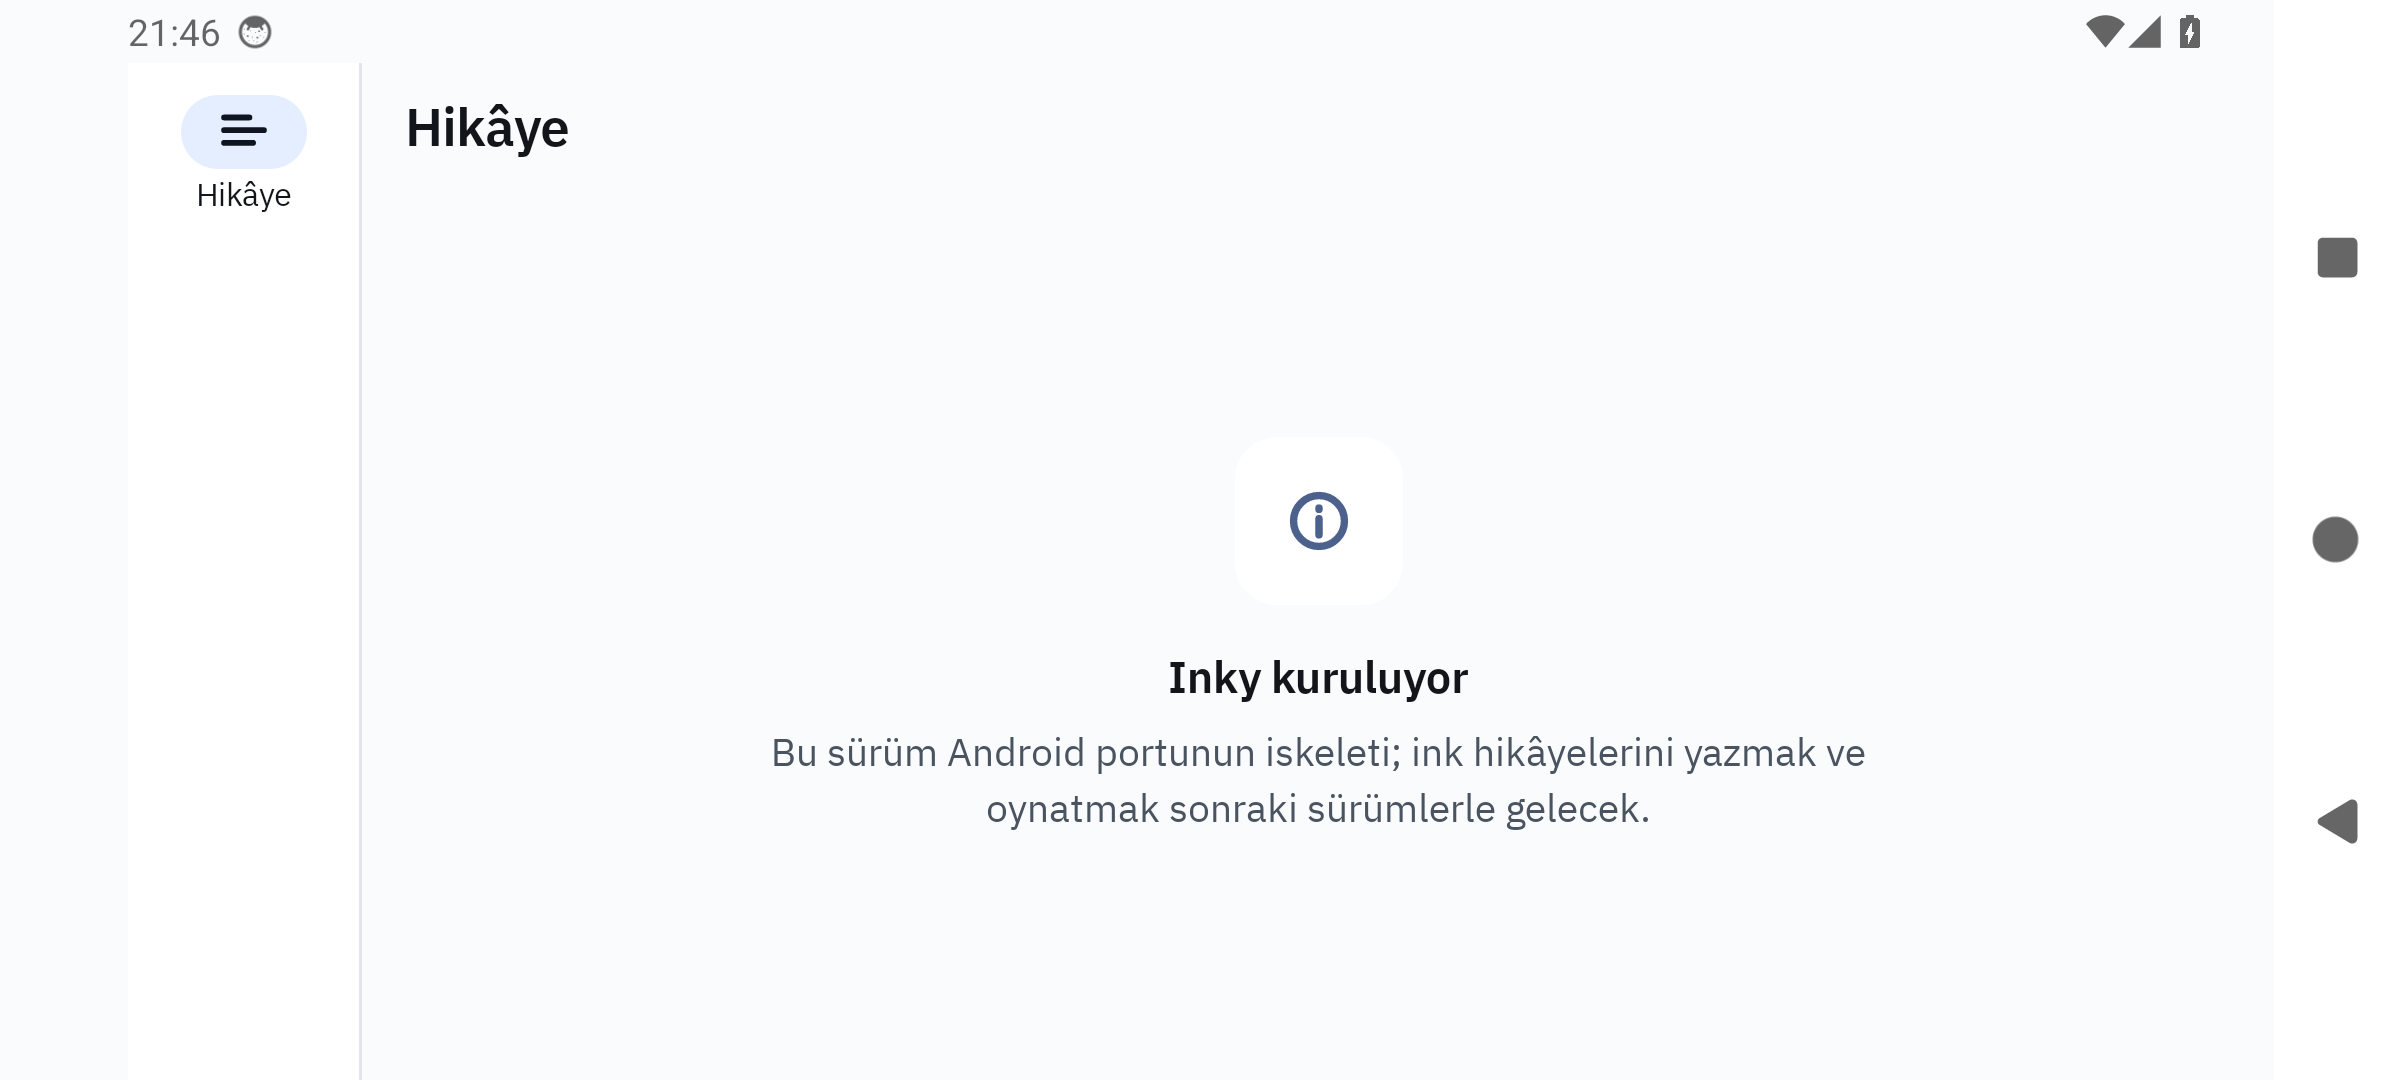 21:46
Hikâye
Hikâye
Inky kuruluyor
Bu sürüm Android portunun iskeleti; ink hikâyelerini yazmak ve
oynatmak sonraki sürümlerle gelecek.